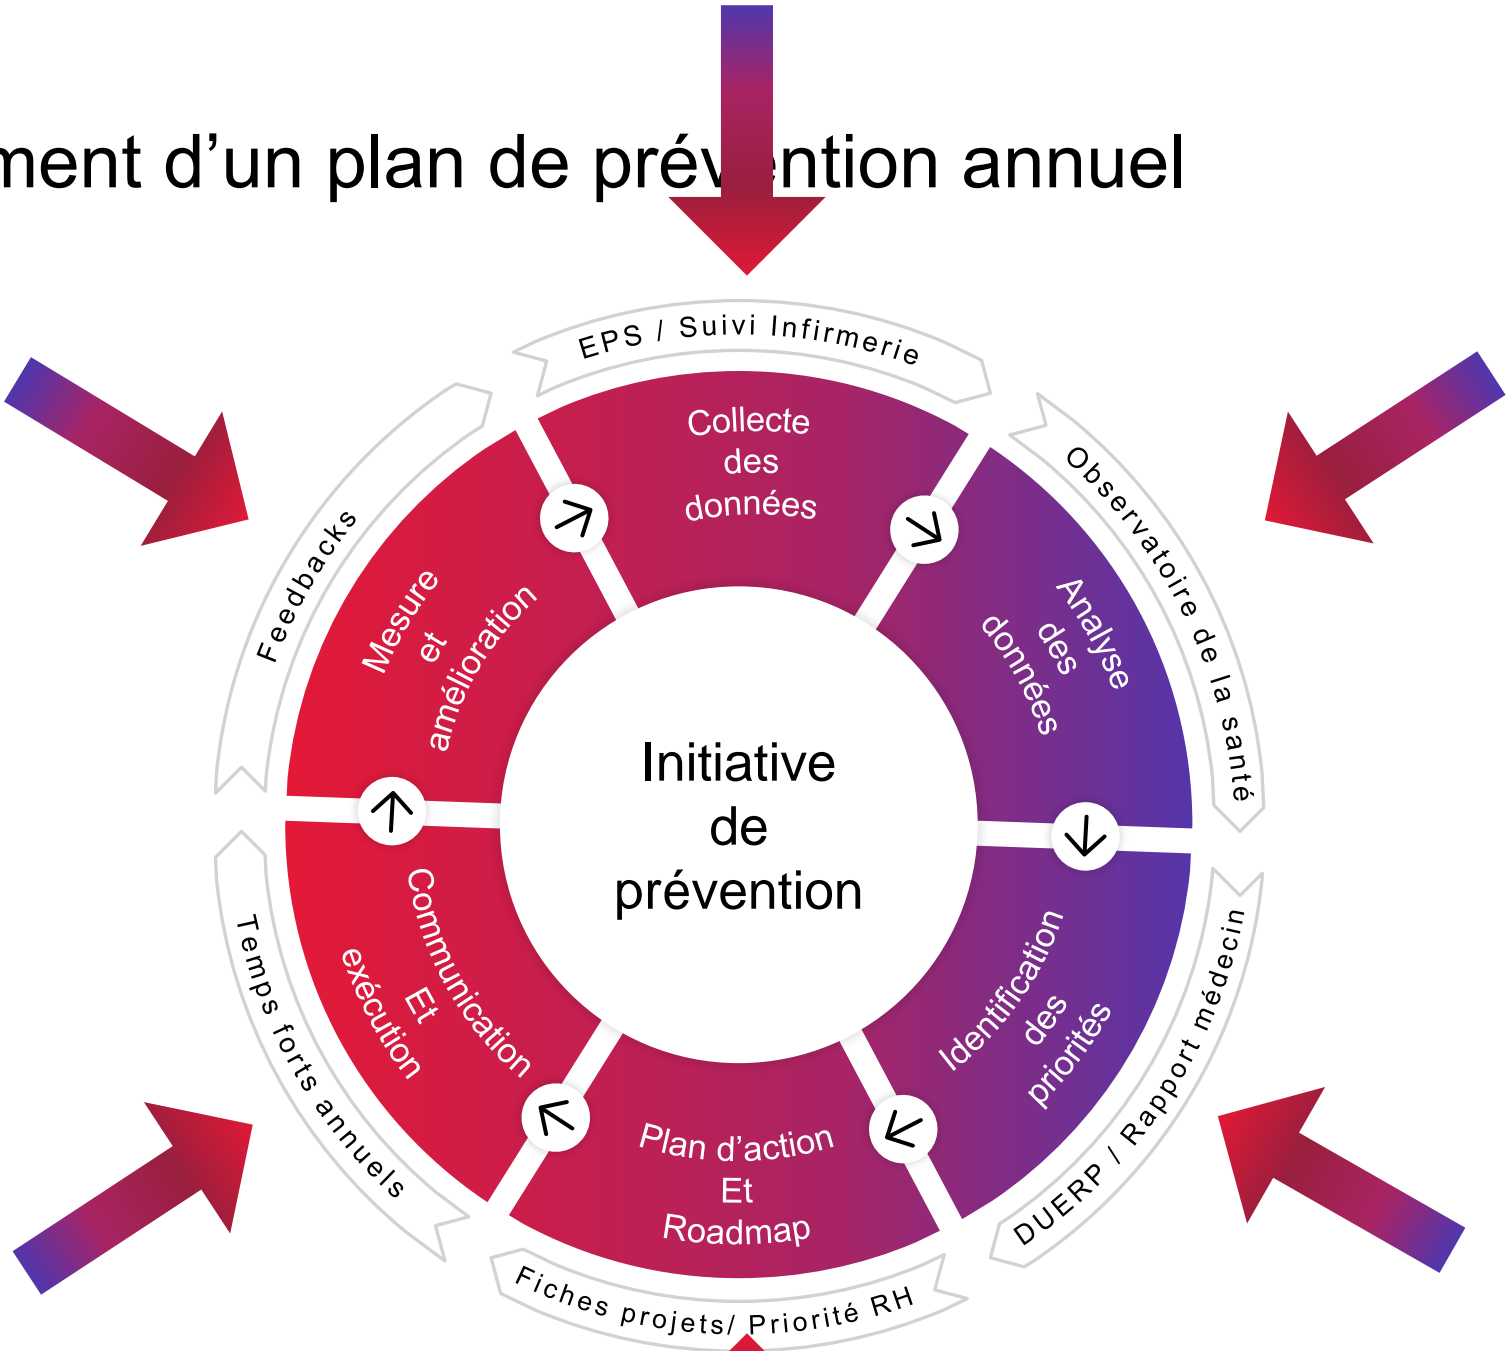 ment d’un plan de prév ntion annuel
EPS / Suivi Infirmerie
Collecte
des
données
Observatoire de la santé
Analyse
des
données
DUERP / Rapport médecin
Identification
des
priorités
Fiches projets/ Priorité RH
Plan d’action
Et
Roadmap
Temps forts annuels
Communication
Et
exécution
Feedbacks
Mesure
et
amélioration
Initiative
de
prévention